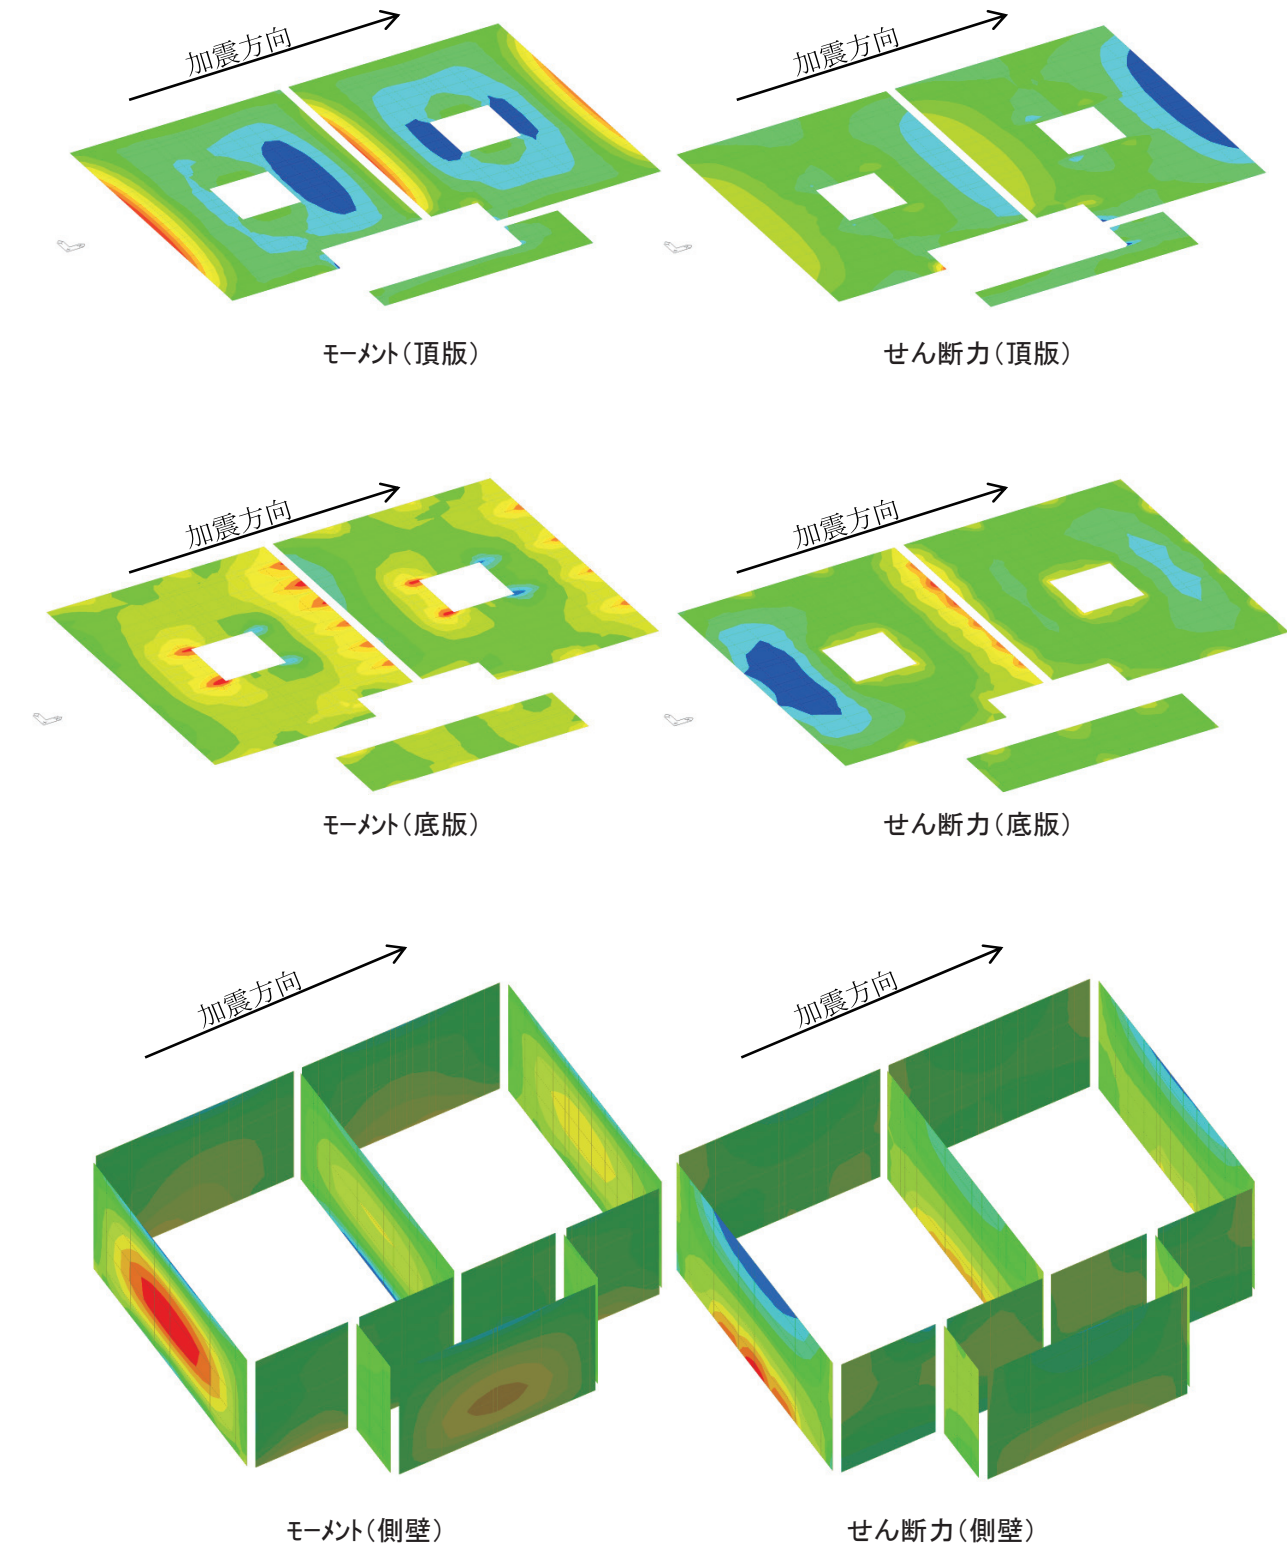 加震方向
加震方向
モーメント（頂版）
せん断力（頂版）
加震方向
加震方向
モーメント（底版）
せん断力（底版）
加震方向
加震方向
モーメント（側壁）
せん断力（側壁）